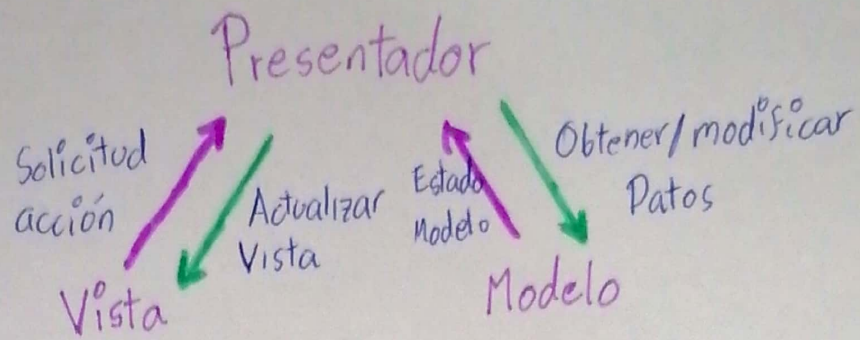 Presentador
Solicitud
acción
Actualizar
Vista
Estado
Modelo
Obtener/modificar
Datos
Vista
Modelo